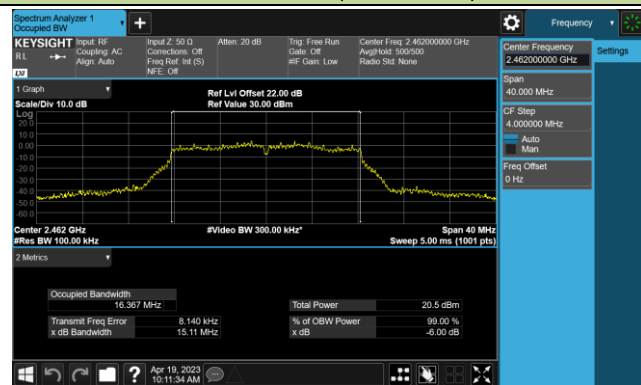 Spectrum Analyzer 1
Occupied BW
Frequency
KEYSIGHT
Input: RF
Coupling: AC
Align: Auto
RL
LXI
Input Z: 50 Ω
Corrections: Off
Freq Ref: Int (S)
NFE: Off
Atten: 20 dB
Trig: Free Run
Gate: Off
#IF Gain: Low
Center Freq: 2.462000000 GHz
Avg|Hold: 500/500
Radio Std: None
Center Frequency
2.462000000 GHz
Settings
Span
40.000 MHz
CF Step
4.000000 MHz
Auto
Man
Freq Offset
0 Hz
1 Graph
Ref Lvl Offset 22.00 dB
Scale/Div 10.0 dB
Ref Value 30.00 dBm
Log
20.0
10.0
0.00
-10.0
-20.0
-30.0
-40.0
-50.0
-60.0
Center 2.462 GHz
#Video BW 300.00 kHz*
Span 40 MHz
#Res BW 100.00 kHz
Sweep 5.00 ms (1001 pts)
2 Metrics
Occupied Bandwidth
16.367 MHz
Total Power 20.5 dBm
Transmit Freq Error 8.140 kHz
% of OBW Power 99.00 %
x dB Bandwidth 15.11 MHz
x dB -6.00 dB
?
Apr 19, 2023
10:11:34 AM